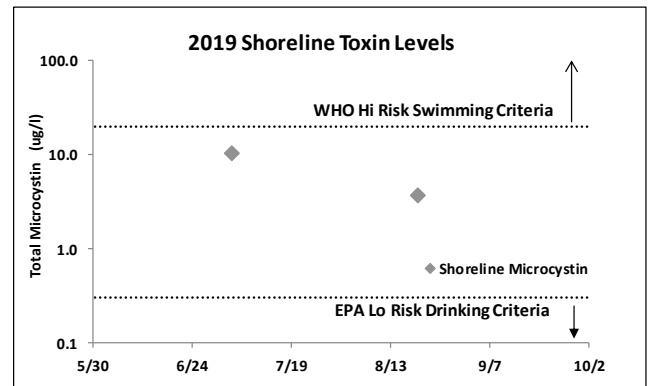 2019 Shoreline Toxin Levels
100.0
WHO Hi Risk Swimming Criteria
10.0
Total Microcystin (ug/l)
1.0
Shoreline Microcystin
EPA Lo Risk Drinking Criteria
0.1
5/30 6/24 7/19 8/13 9/7 10/2